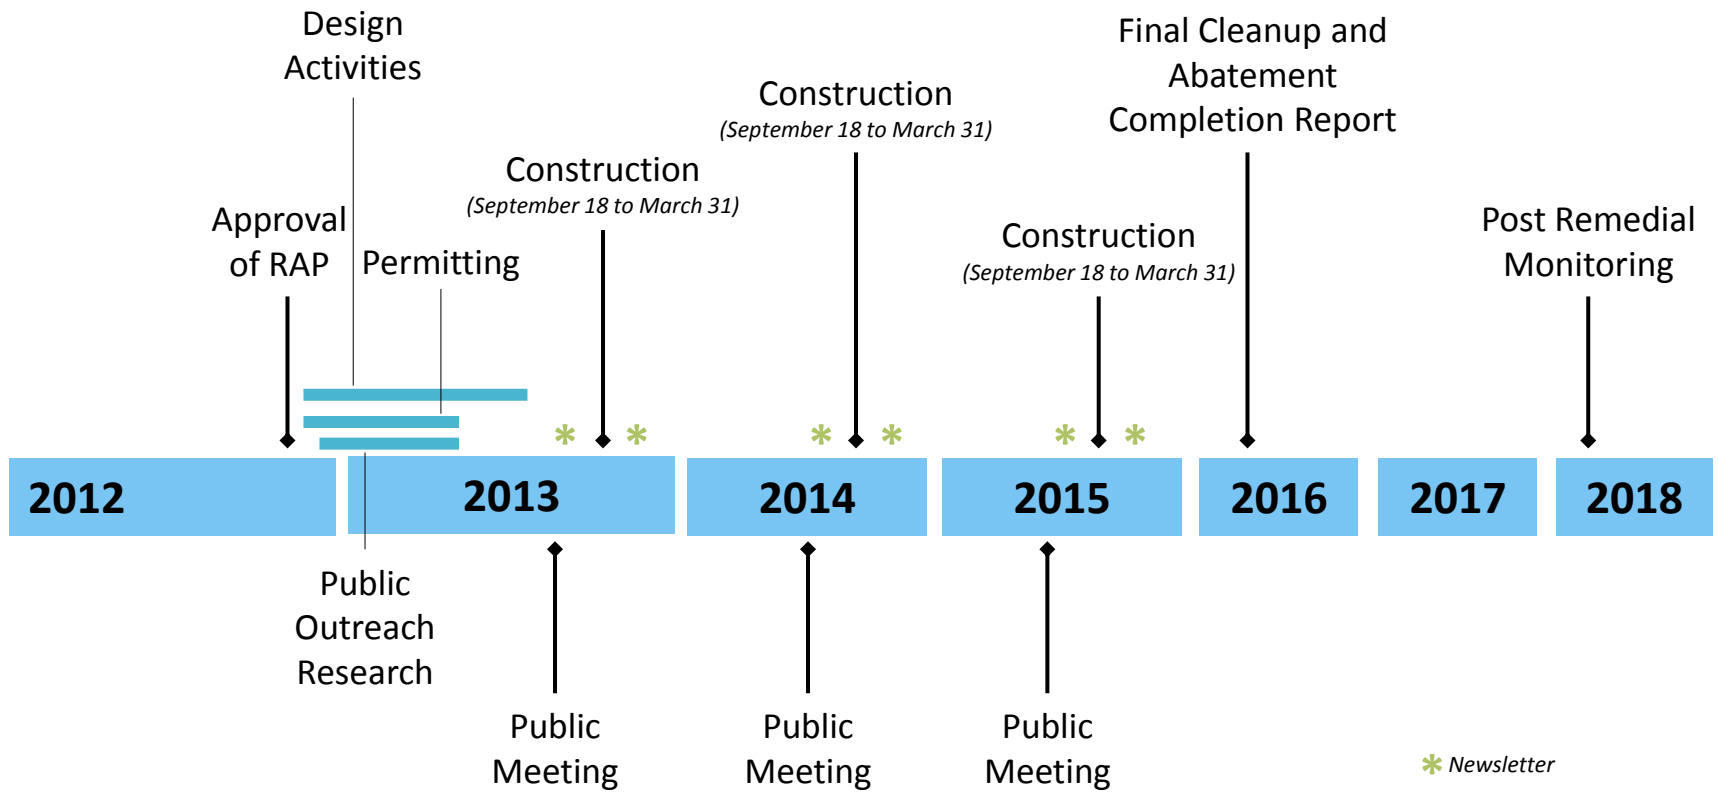 Design
Activities
Final Cleanup and
Abatement
Completion Report
Construction
(September 18 to March 31)
Construction
(September 18 to March 31)
Approval
of RAP
Permitting
Construction
(September 18 to March 31)
Post Remedial
Monitoring
* * * * * *
2012 2013 2014 2015 2016 2017 2018
Public
Outreach
Research
Public
Meeting
Public
Meeting
Public
Meeting
* Newsletter